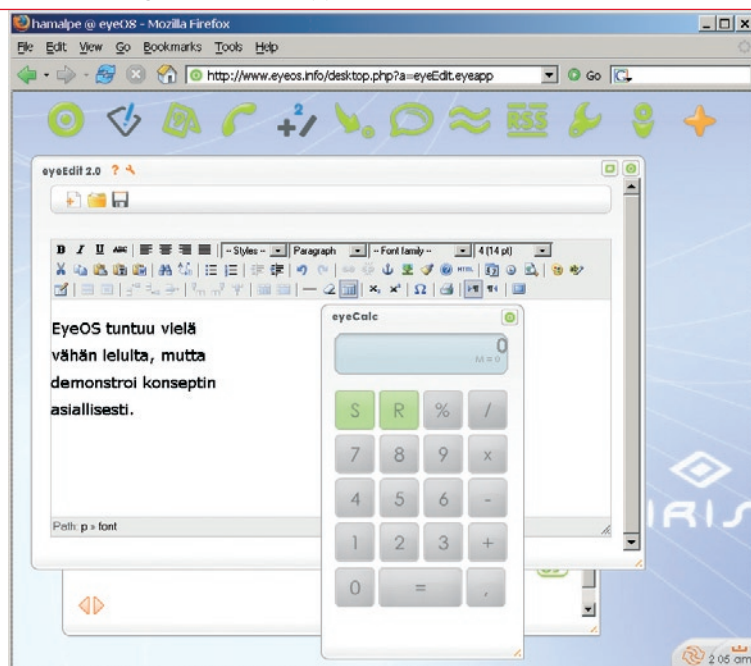 hamalpe @ eyeOS - Mozilla Firefox
File Edit View Go Bookmarks Tools Help
http://www.eyeos.info/desktop.php?a=eyeEdit.eyeapp Go
RSS
eyeEdit 2.0 ?
B I U ABC -- Styles -- Paragraph -- Font family -- 4 (14 pt)
HTML
EyeOS tuntuu vielä
vähän lelulta, mutta
demonstroi konseptin
asiallisesti.
Path: p » font
eyeCalc
0
M = 0
S R % /
7 8 9 x
4 5 6 -
1 2 3 +
0 = ,
IRIS
2:05 am